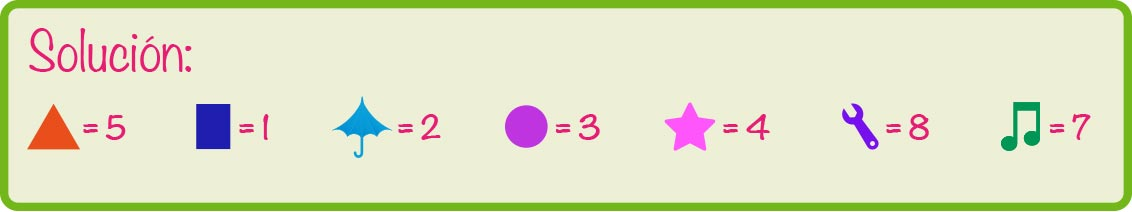 Solución:
= 5 = 1 = 2 = 3 = 4 = 8 = 7